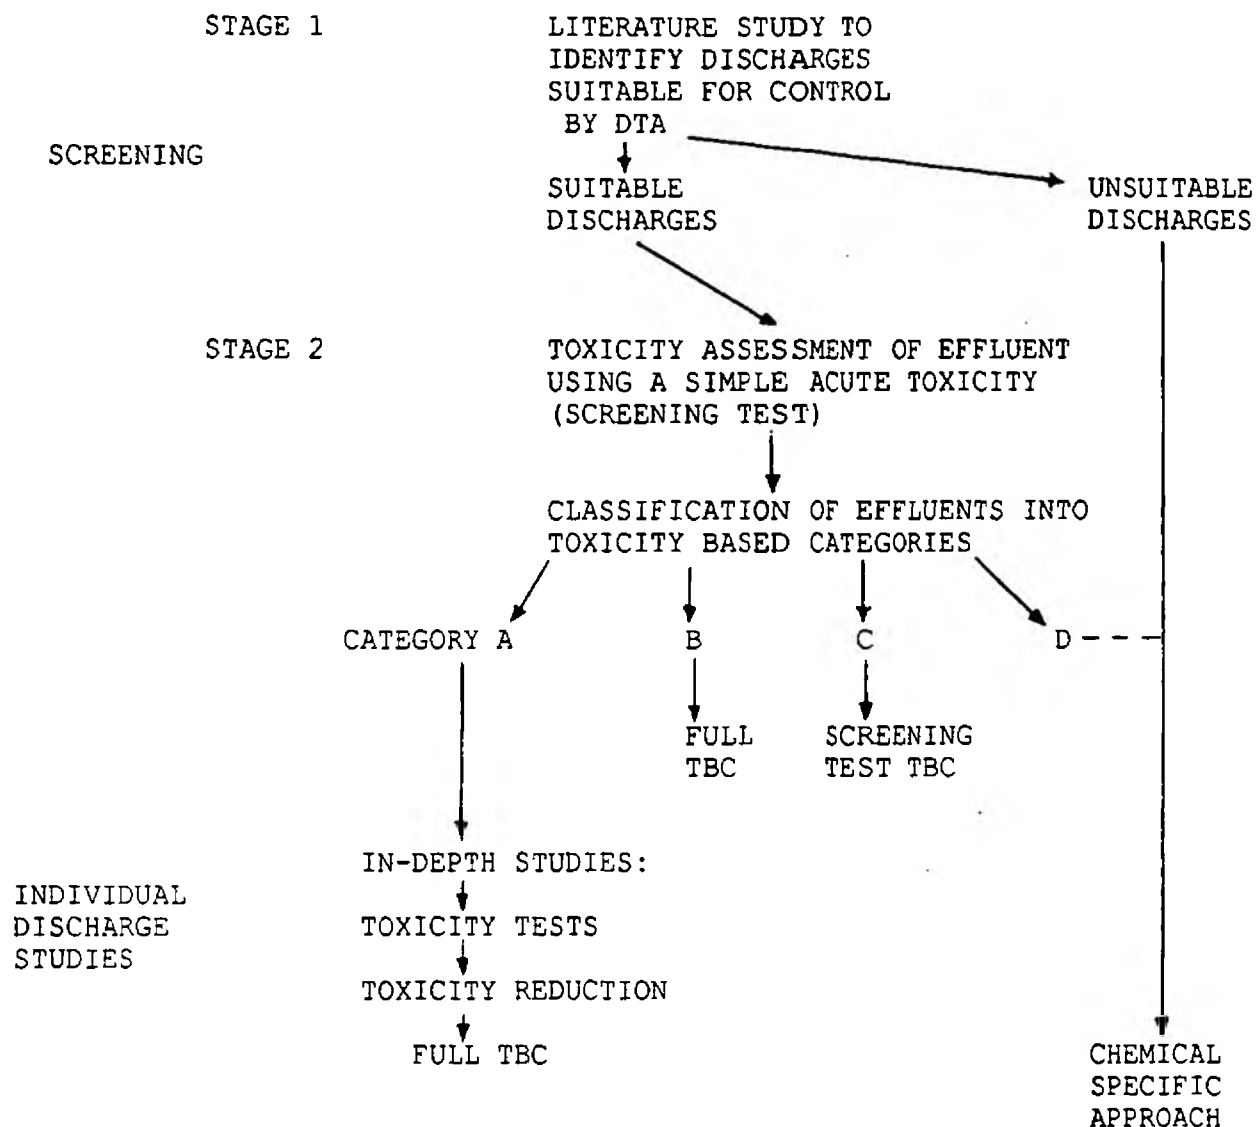 STAGE 1
LITERATURE STUDY TO
IDENTIFY DISCHARGES
SUITABLE FOR CONTROL
BY DTA
SCREENING
SUITABLE
DISCHARGES
UNSUITABLE
DISCHARGES
STAGE 2
TOXICITY ASSESSMENT OF EFFLUENT
USING A SIMPLE ACUTE TOXICITY
(SCREENING TEST)
CLASSIFICATION OF EFFLUENTS INTO
TOXICITY BASED CATEGORIES
CATEGORY A
B
C
D
FULL
TBC
SCREENING
TEST TBC
IN-DEPTH STUDIES:
INDIVIDUAL
DISCHARGE
STUDIES
TOXICITY TESTS
TOXICITY REDUCTION
FULL TBC
CHEMICAL
SPECIFIC
APPROACH